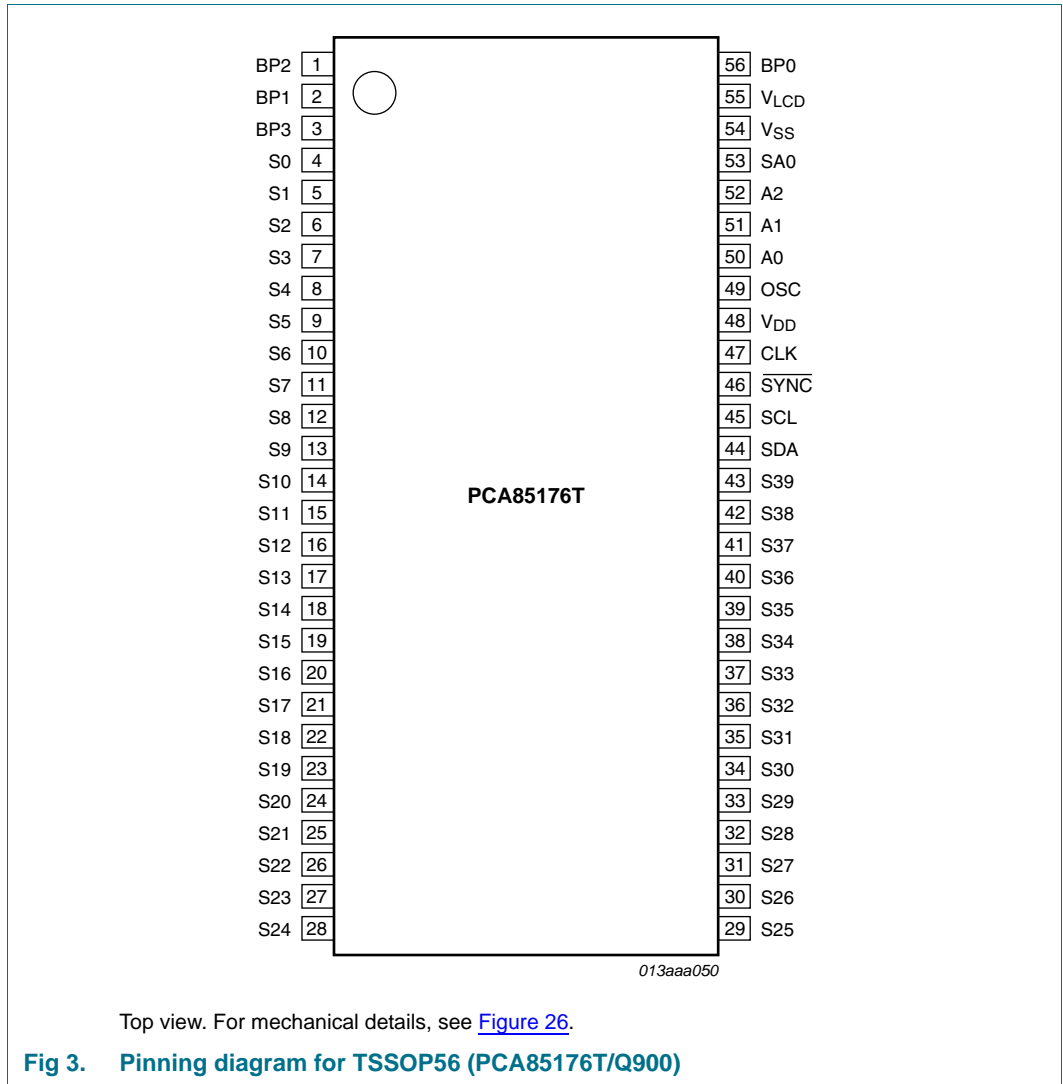 BP2 1 56 BP0
BP1 2 55 VLCD
BP3 3 54 VSS
S0 4 53 SA0
S1 5 52 A2
S2 6 51 A1
S3 7 50 A0
S4 8 49 OSC
S5 9 48 VDD
S6 10 47 CLK
S7 11 46 SYNC
S8 12 45 SCL
S9 13 44 SDA
S10 14 43 S39
PCA85176T
S11 15 42 S38
S12 16 41 S37
S13 17 40 S36
S14 18 39 S35
S15 19 38 S34
S16 20 37 S33
S17 21 36 S32
S18 22 35 S31
S19 23 34 S30
S20 24 33 S29
S21 25 32 S28
S22 26 31 S27
S23 27 30 S26
S24 28 29 S25
013aaa050
Top view. For mechanical details, see Figure 26.
Fig 3. Pinning diagram for TSSOP56 (PCA85176T/Q900)